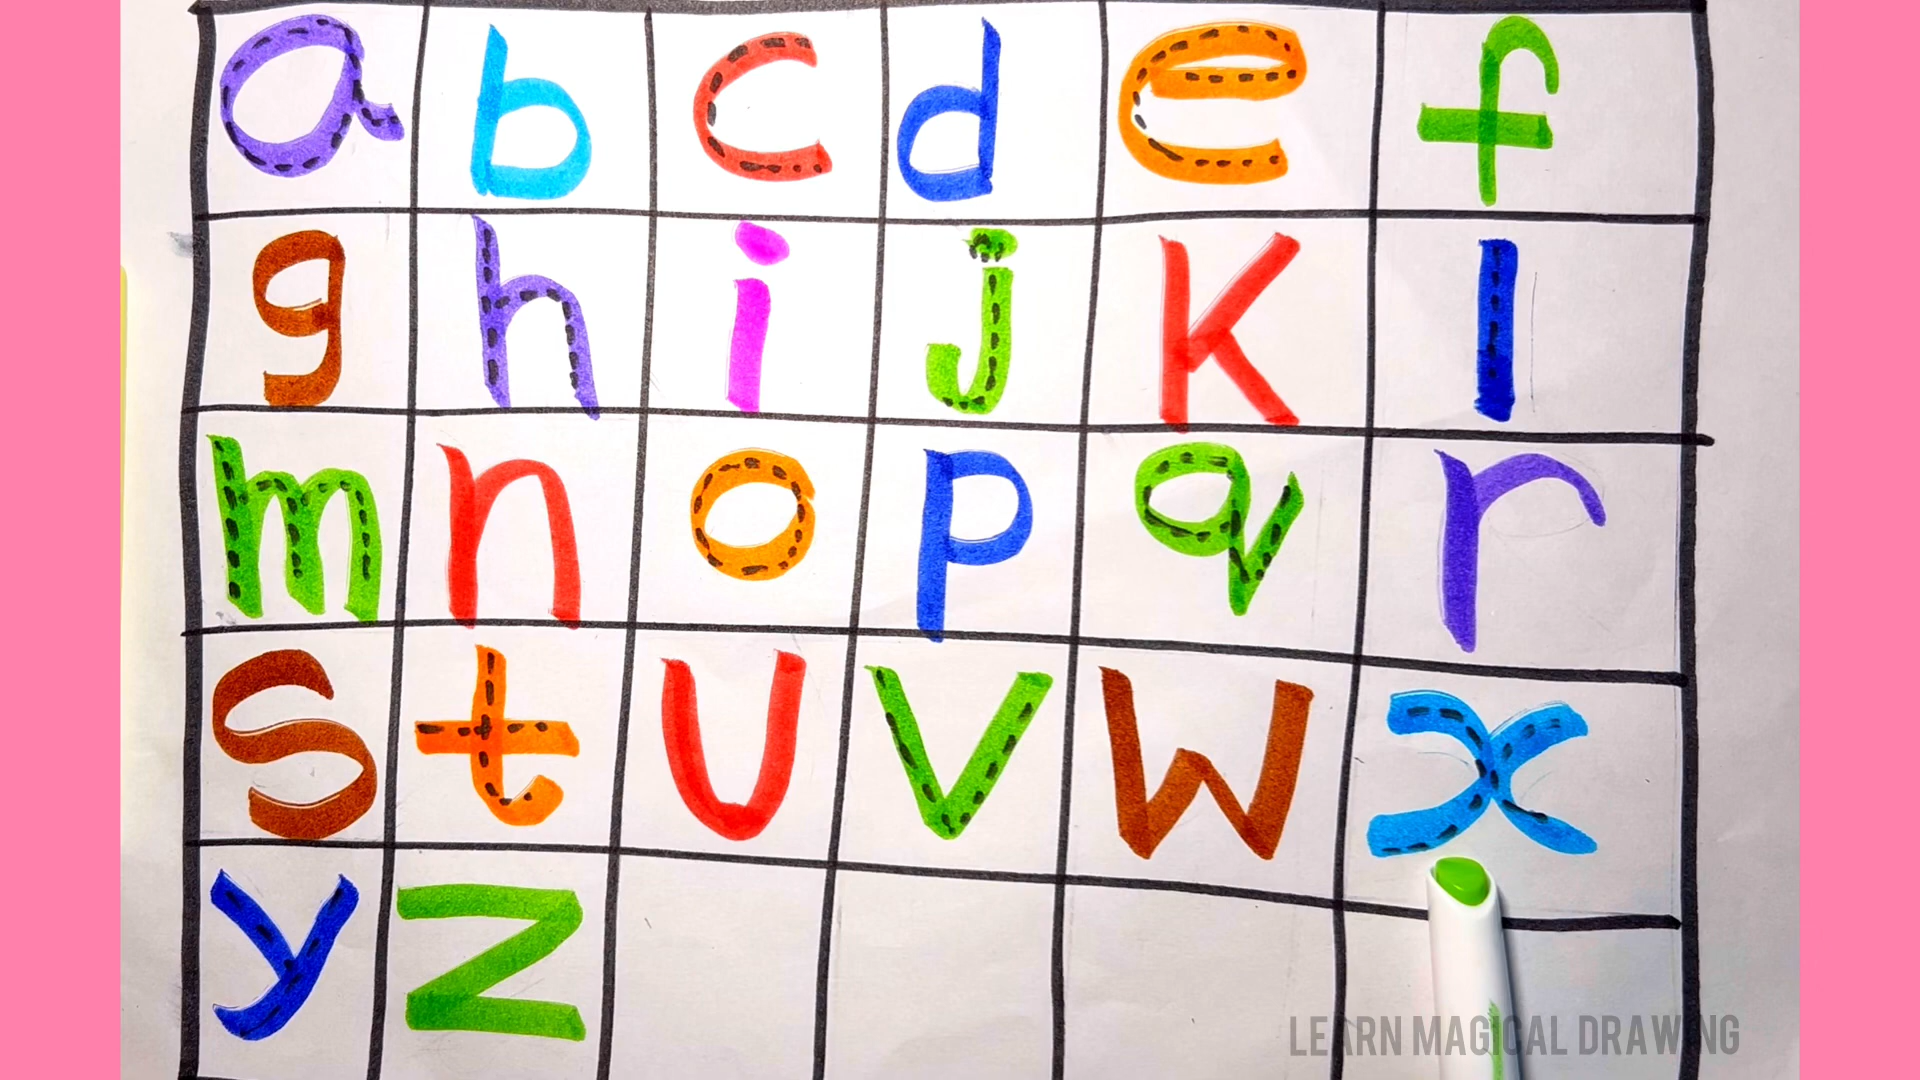 a b c d e f
g h i j K l
m n o p q r
s t u v w x
y z
LEARN MAGICAL DRAWING